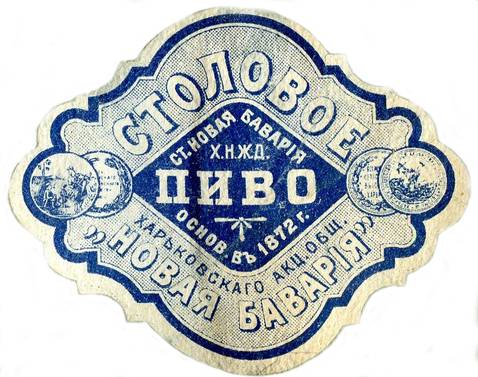 СТОЛОВОЕ
СТ. НОВАЯ БАВАРІЯ
Х.Н.Ж.Д.
ПИВО
ОСНОВ. ВЪ 1872 г.
ХАРЬКОВСКАГО АКЦ. ОБЩ.
„НОВАЯ БАВАРІЯ"